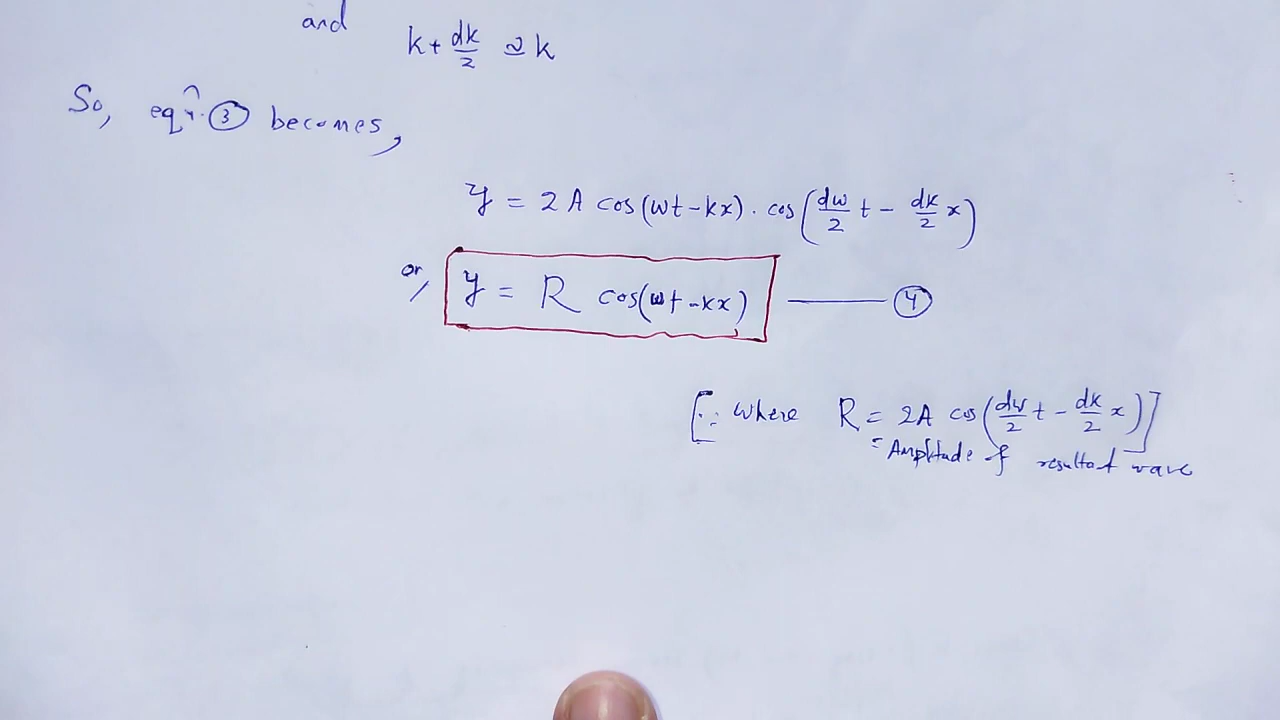 and
k + dk/2 ≃ k
So, eqn. ③ becomes,
y = 2A cos(ωt - kx) . cos(dω/2 t - dk/2 x)
or, y = R cos(ωt - kx) ——— ④
[∵ where R = 2A cos(dω/2 t - dk/2 x)]
= Amplitude of resultat wave